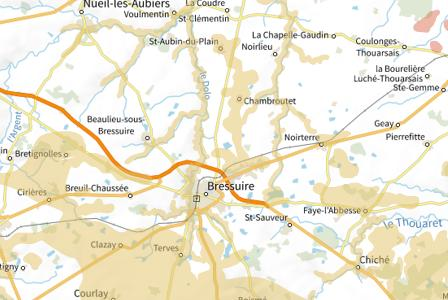 Nueil-les-Aubiers
La Coudre
Voulmentin
St-Clémentin
St-Aubin-du-Plain
La Chapelle-Gaudin
Noirlieu
Coulonges-
Thouarsais
la Bourelière
Luché-Thouarsais
Ste-Gemme
le Dolo
Chambroutet
l'Argent
Beaulieu-sous-
Bressuire
Geay
Pierrefitte
Noirterre
Bretignolles
Cirières
Breuil-Chaussée
Bressuire
St-Sauveur
Faye-l'Abbesse
le Thouaret
Clazay
Terves
Chiché
Courlay